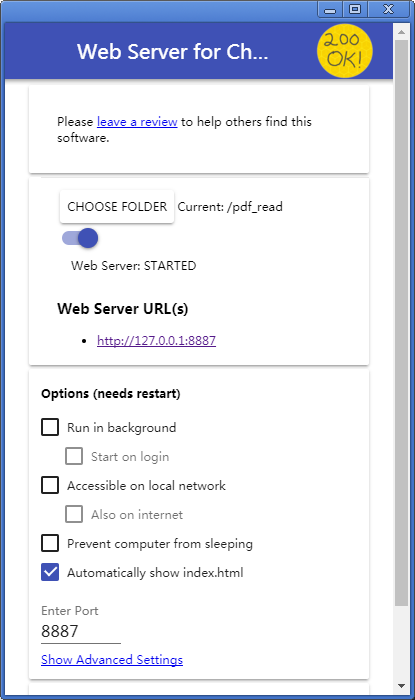 Web Server for Ch...
200
OK!
Please leave a review to help others find this
software.
CHOOSE FOLDER Current: /pdf_read
Web Server: STARTED
Web Server URL(s)
• http://127.0.0.1:8887
Options (needs restart)
Run in background
Start on login
Accessible on local network
Also on internet
Prevent computer from sleeping
Automatically show index.html
Enter Port
8887
Show Advanced Settings